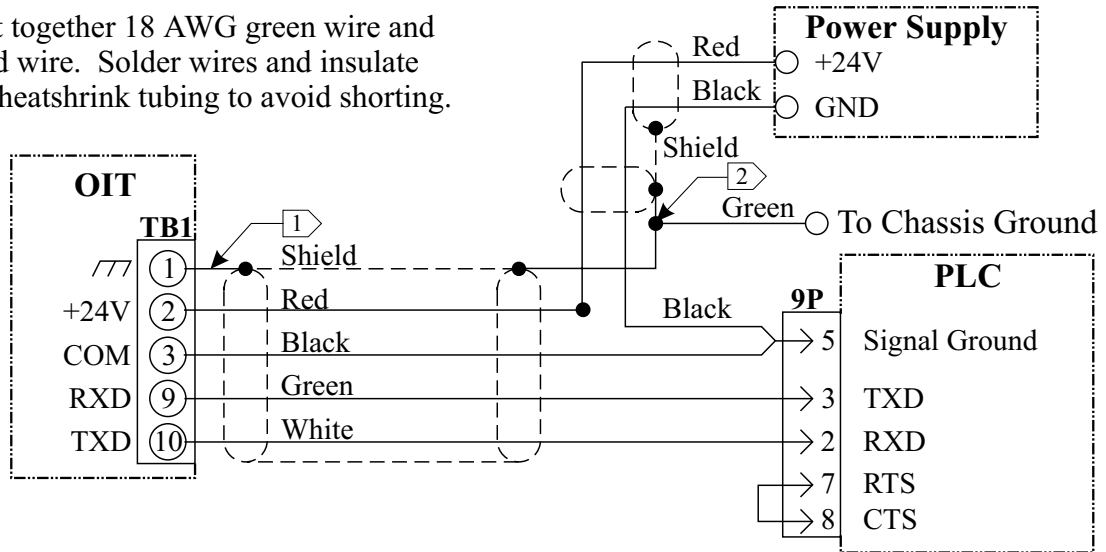 together 18 AWG green wire and
wire. Solder wires and insulate
heatshrink tubing to avoid shorting.
Power Supply
Red
+24V
Black
GND
Shield
2
Green
To Chassis Ground
OIT
TB1
1
Shield
1
Red
+24V
2
Black
COM
3
Green
RXD
9
White
TXD
10
PLC
9P
Black
5 Signal Ground
3 TXD
2 RXD
7 RTS
8 CTS